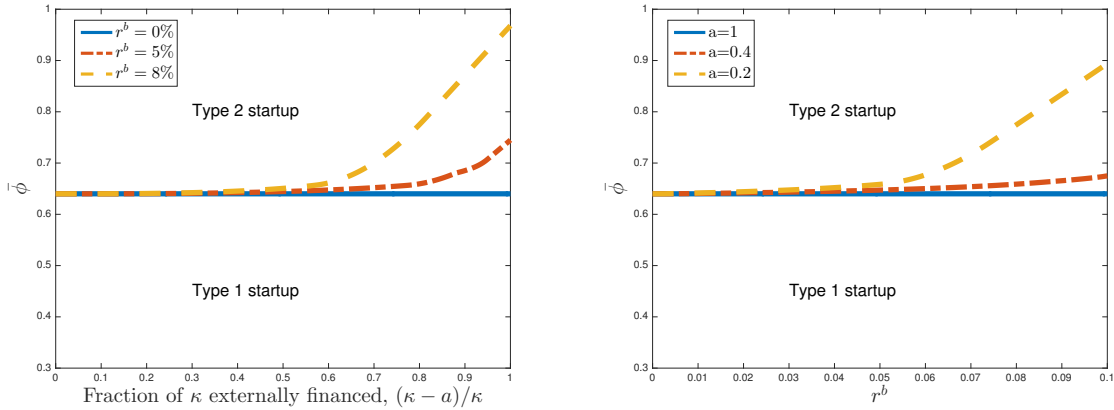 r^b = 0%
r^b = 5%
r^b = 8%
Type 2 startup
Type 1 startup
ϕ̄
1
0.9
0.8
0.7
0.6
0.5
0.4
0.3
0 0.1 0.2 0.3 0.4 0.5 0.6 0.7 0.8 0.9 1
Fraction of κ externally financed, (κ − a)/κ
a=1
a=0.4
a=0.2
Type 2 startup
Type 1 startup
ϕ̄
1
0.9
0.8
0.7
0.6
0.5
0.4
0.3
0 0.01 0.02 0.03 0.04 0.05 0.06 0.07 0.08 0.09 0.1
r^b